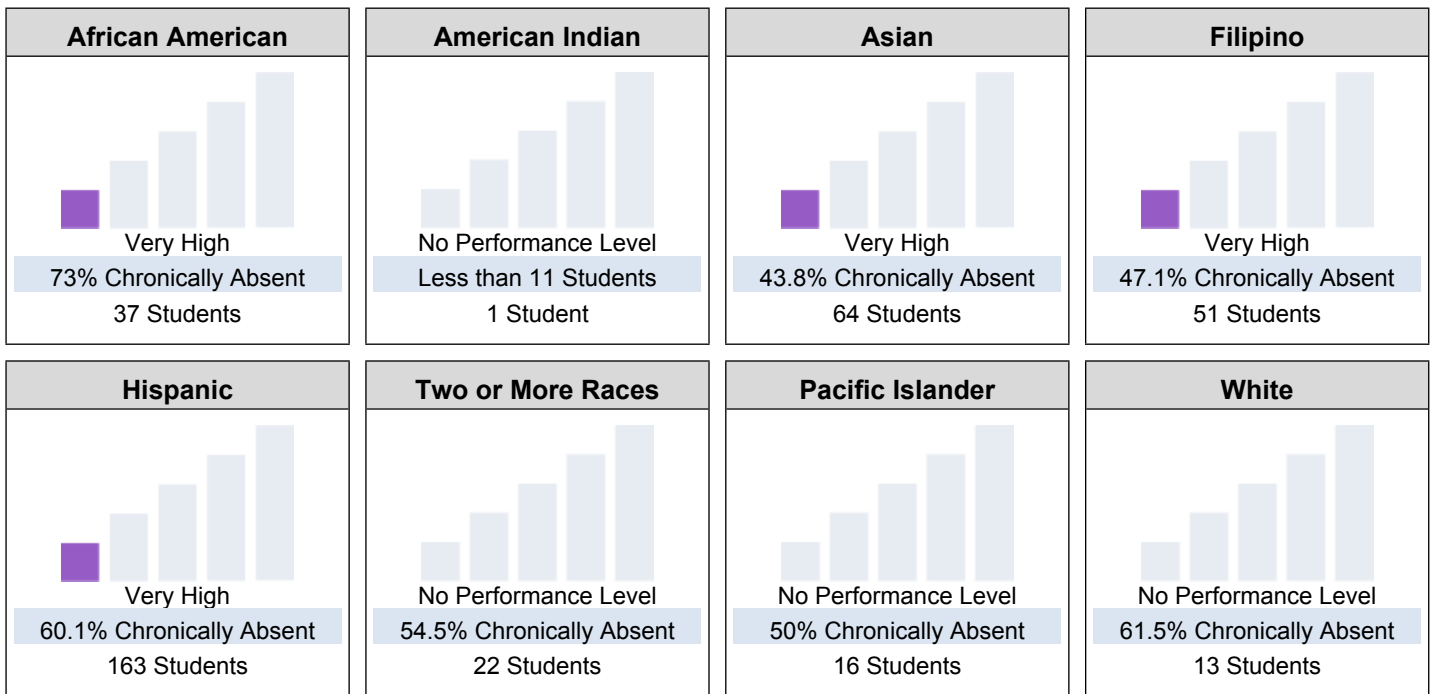 African American
Very High
73% Chronically Absent
37 Students
American Indian
No Performance Level
Less than 11 Students
1 Student
Asian
Very High
43.8% Chronically Absent
64 Students
Filipino
Very High
47.1% Chronically Absent
51 Students
Hispanic
Very High
60.1% Chronically Absent
163 Students
Two or More Races
No Performance Level
54.5% Chronically Absent
22 Students
Pacific Islander
No Performance Level
50% Chronically Absent
16 Students
White
No Performance Level
61.5% Chronically Absent
13 Students